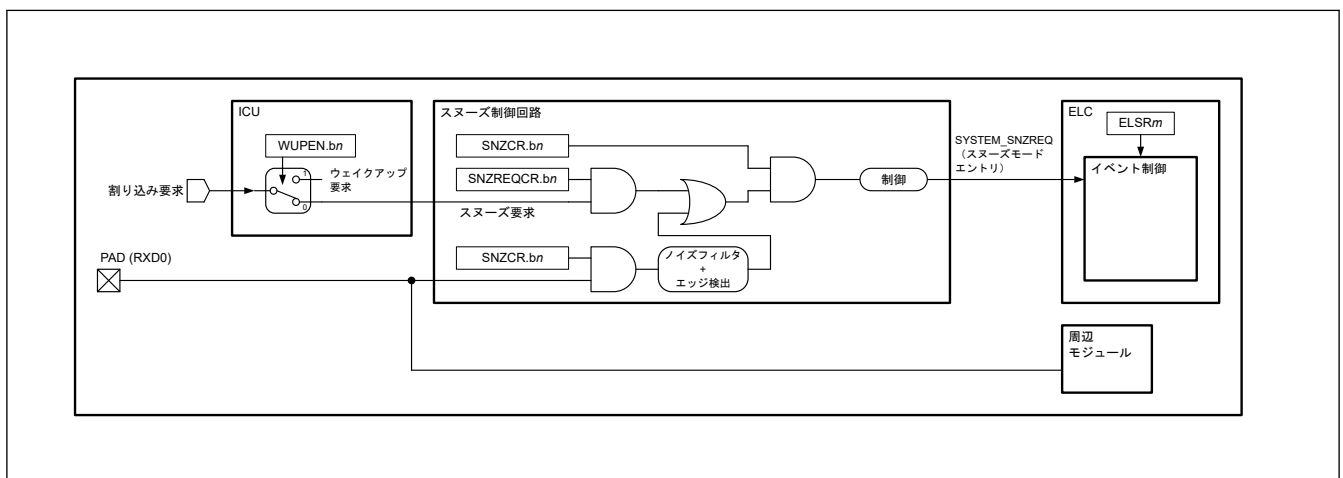 ICU
WUPEN.bn
1
ウェイクアップ
要求
0
割り込み要求
スヌーズ要求
PAD (RXD0)
スヌーズ制御回路
SNZCR.bn
SNZREQCR.bn
SNZCR.bn
ノイズフィルタ
+
エッジ検出
制御
SYSTEM_SNZREQ
（スヌーズモード
エントリ）
ELC
ELSRm
イベント制御
周辺
モジュール